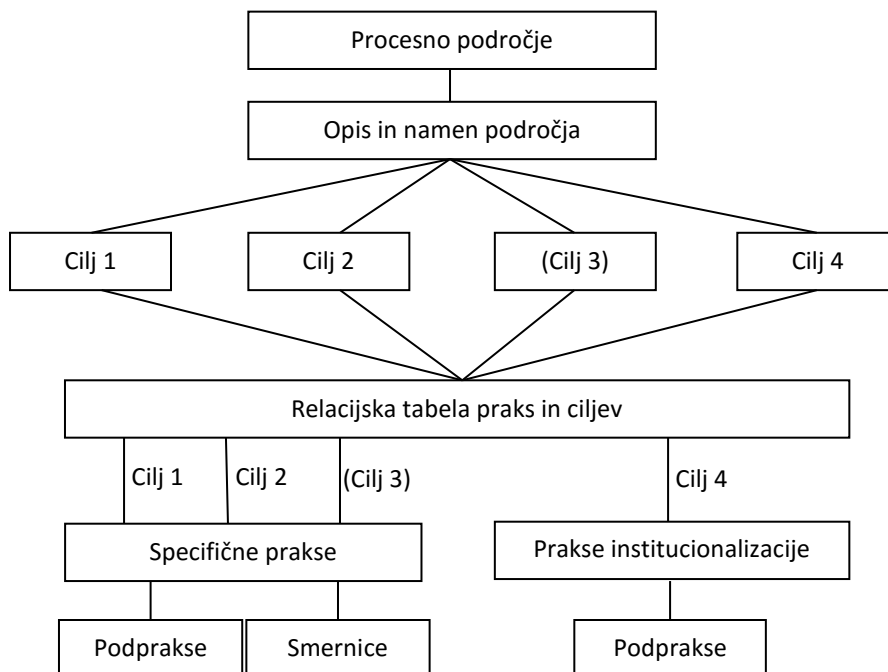 Procesno področje
Opis in namen področja
Cilj 1
Cilj 2
(Cilj 3)
Cilj 4
Relacijska tabela praks in ciljev
Cilj 1
Cilj 2
(Cilj 3)
Cilj 4
Specifične prakse
Prakse institucionalizacije
Podprakse
Smernice
Podprakse